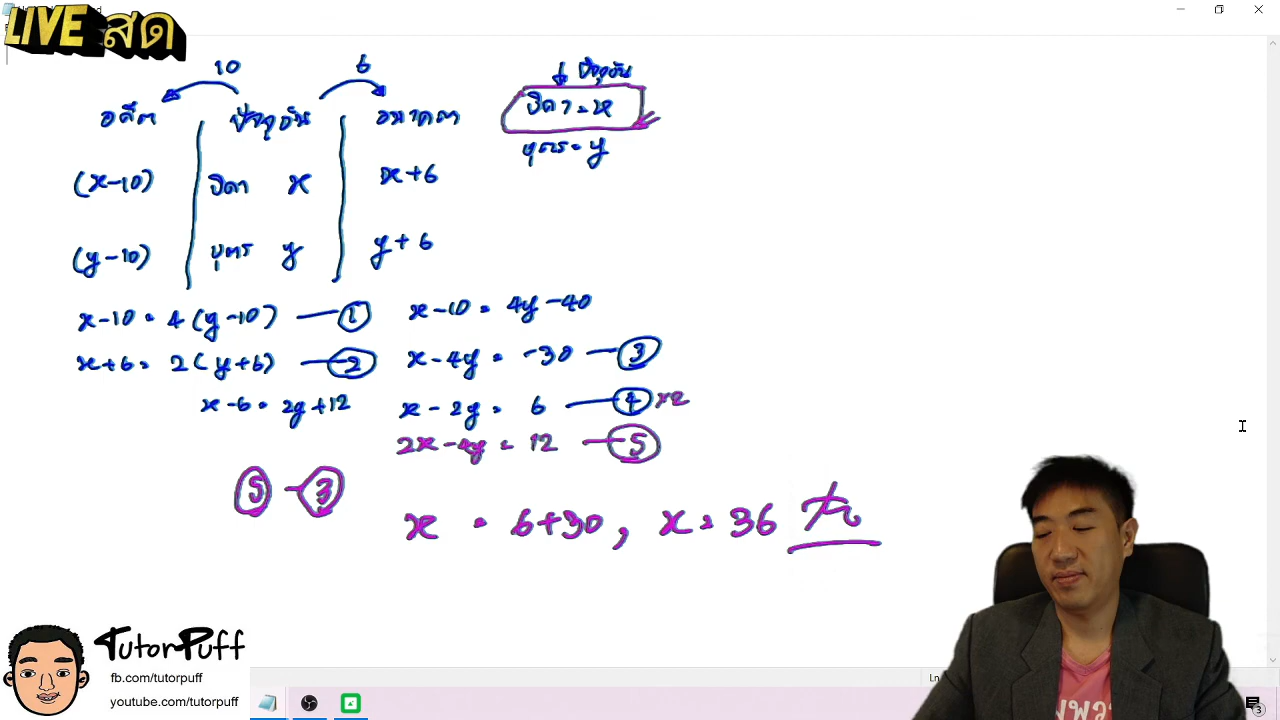 LIVE สด
10 6
อดีต ปัจจุบัน อนาคต
ปัจจุบัน
บิดา = x
บุตร = y
(x-10) บิดา x x+6
(y-10) บุตร y y+6
x-10 = 4(y-10) — 1
x+6 = 2(y+6) — 2
x-6 = 2y+12
x-10 = 4y-40
x-4y = -30 — 3
x-2y = 6 — 4 x2
2x-4y = 12 — 5
5 - 3
x = 6+30, x = 36
TutorPuff
fb.com/tutorpuff
youtube.com/tutorpuff
Ln
3